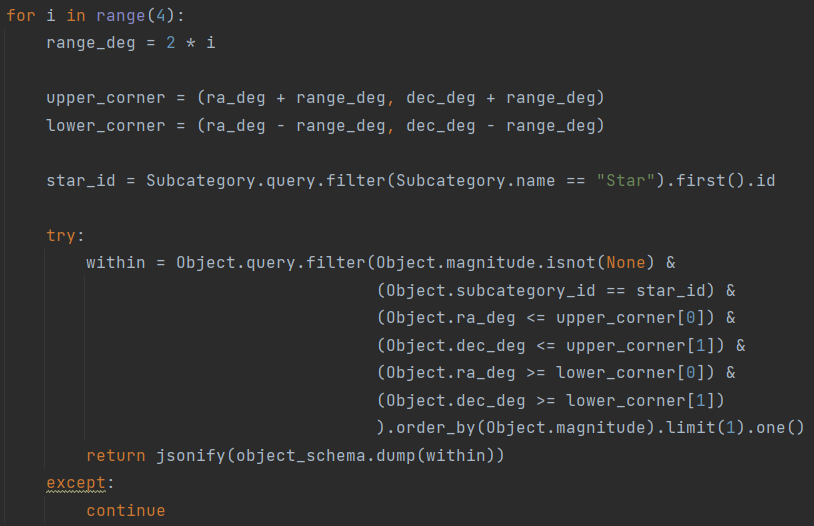 for i in range(4):
    range_deg = 2 * i

    upper_corner = (ra_deg + range_deg, dec_deg + range_deg)
    lower_corner = (ra_deg - range_deg, dec_deg - range_deg)

    star_id = Subcategory.query.filter(Subcategory.name == "Star").first().id

    try:
        within = Object.query.filter(Object.magnitude.isnot(None) &
                                     (Object.subcategory_id == star_id) &
                                     (Object.ra_deg <= upper_corner[0]) &
                                     (Object.dec_deg <= upper_corner[1]) &
                                     (Object.ra_deg >= lower_corner[0]) &
                                     (Object.dec_deg >= lower_corner[1])
                                     ).order_by(Object.magnitude).limit(1).one()
        return jsonify(object_schema.dump(within))
    except:
        continue